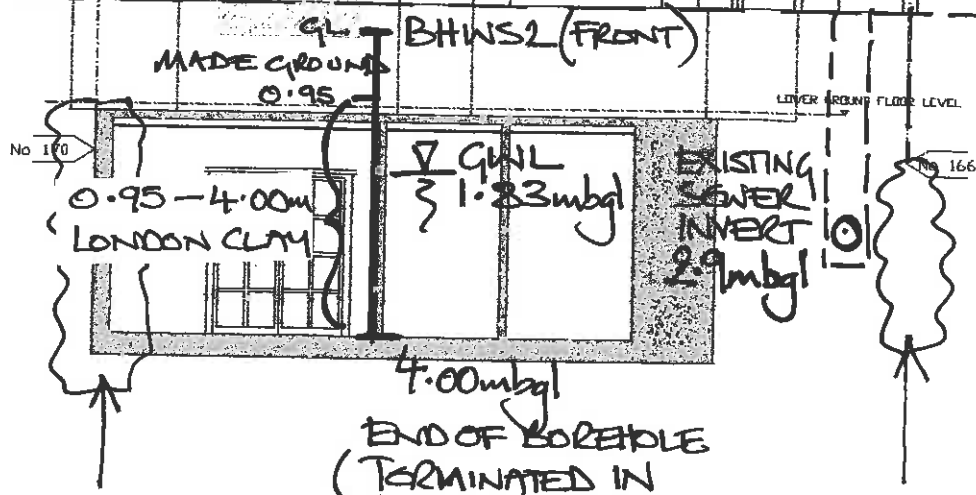 GL BHWS2 (FRONT)
MADE GROUND
0.95
LOWER GROUND FLOOR LEVEL
No 170
GWL
1.83mbgl
EXISTING
SEWER
INVERT
2.9mbgl
No 166
0.95-4.00m
LONDON CLAY
4.00mbgl
END OF BOREHOLE
(TERMINATED IN